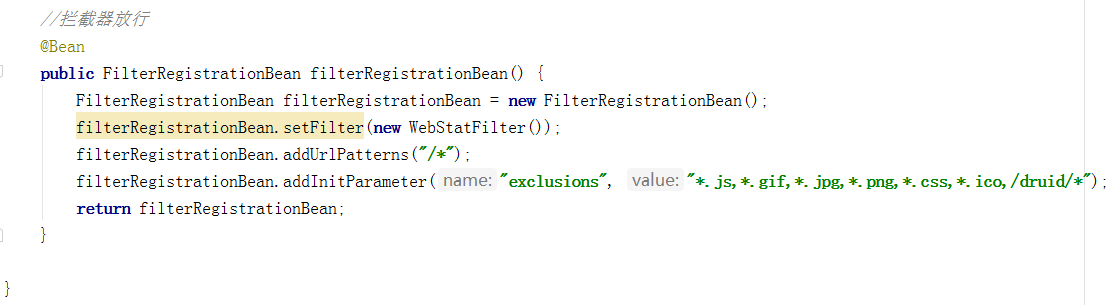 //拦截器放行
@Bean
public FilterRegistrationBean filterRegistrationBean() {
FilterRegistrationBean filterRegistrationBean = new FilterRegistrationBean();
filterRegistrationBean.setFilter(new WebStatFilter());
filterRegistrationBean.addUrlPatterns("/*");
filterRegistrationBean.addInitParameter( name: "exclusions", value: "*.js,*.gif,*.jpg,*.png,*.css,*.ico,/druid/*");
return filterRegistrationBean;
}
}